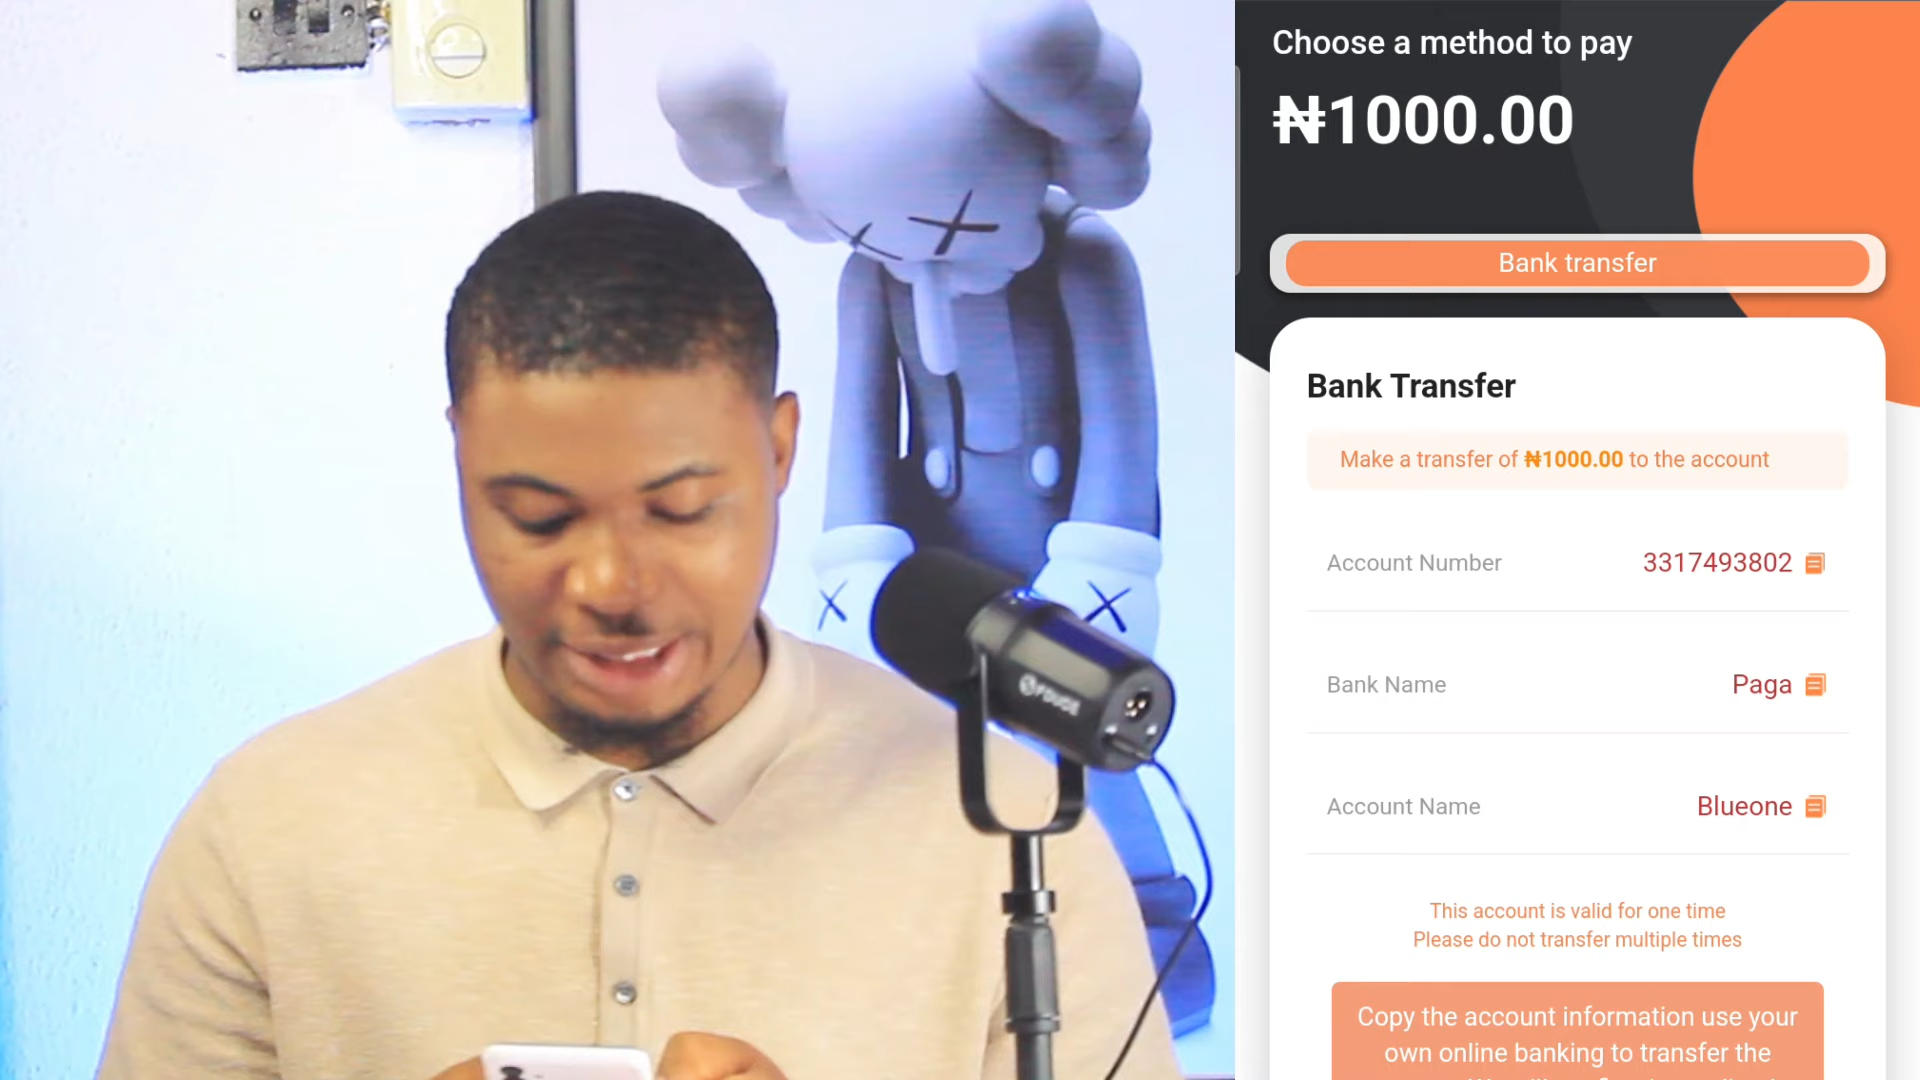 Choose a method to pay
₦1000.00
Bank transfer
Bank Transfer
Make a transfer of ₦1000.00 to the account
Account Number 3317493802
Bank Name Paga
Account Name Blueone
This account is valid for one time
Please do not transfer multiple times
Copy the account information use your
own online banking to transfer the